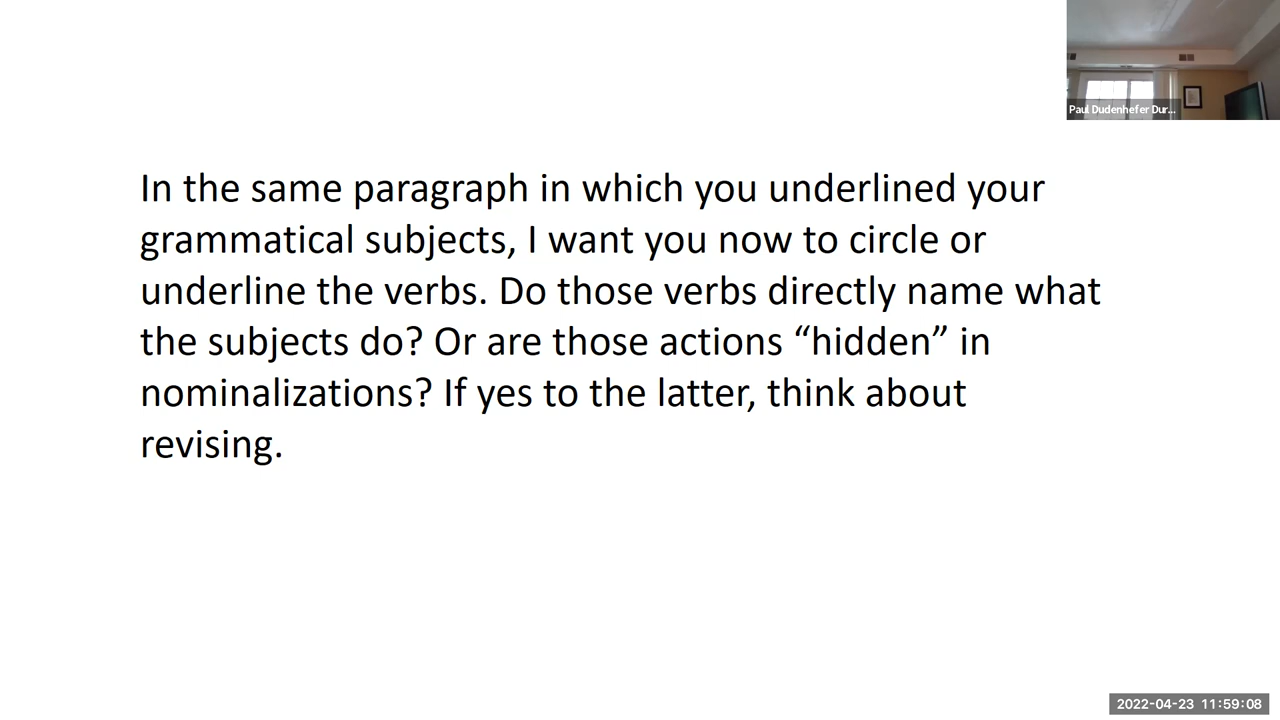 Paul Dudenhefer Dur...
In the same paragraph in which you underlined your
grammatical subjects, I want you now to circle or
underline the verbs. Do those verbs directly name what
the subjects do? Or are those actions “hidden” in
nominalizations? If yes to the latter, think about
revising.
2022-04-23 11:59:08